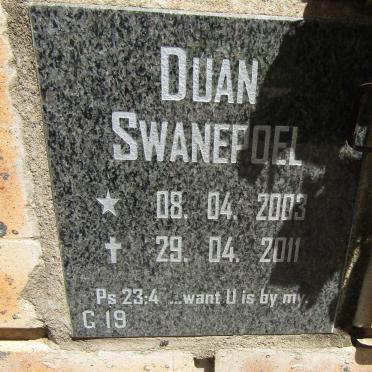 Duan
Swanepoel
★ 08. 04. 2003
✝ 29. 04. 2011
Ps 23:4 ...want U is by my.
G 19